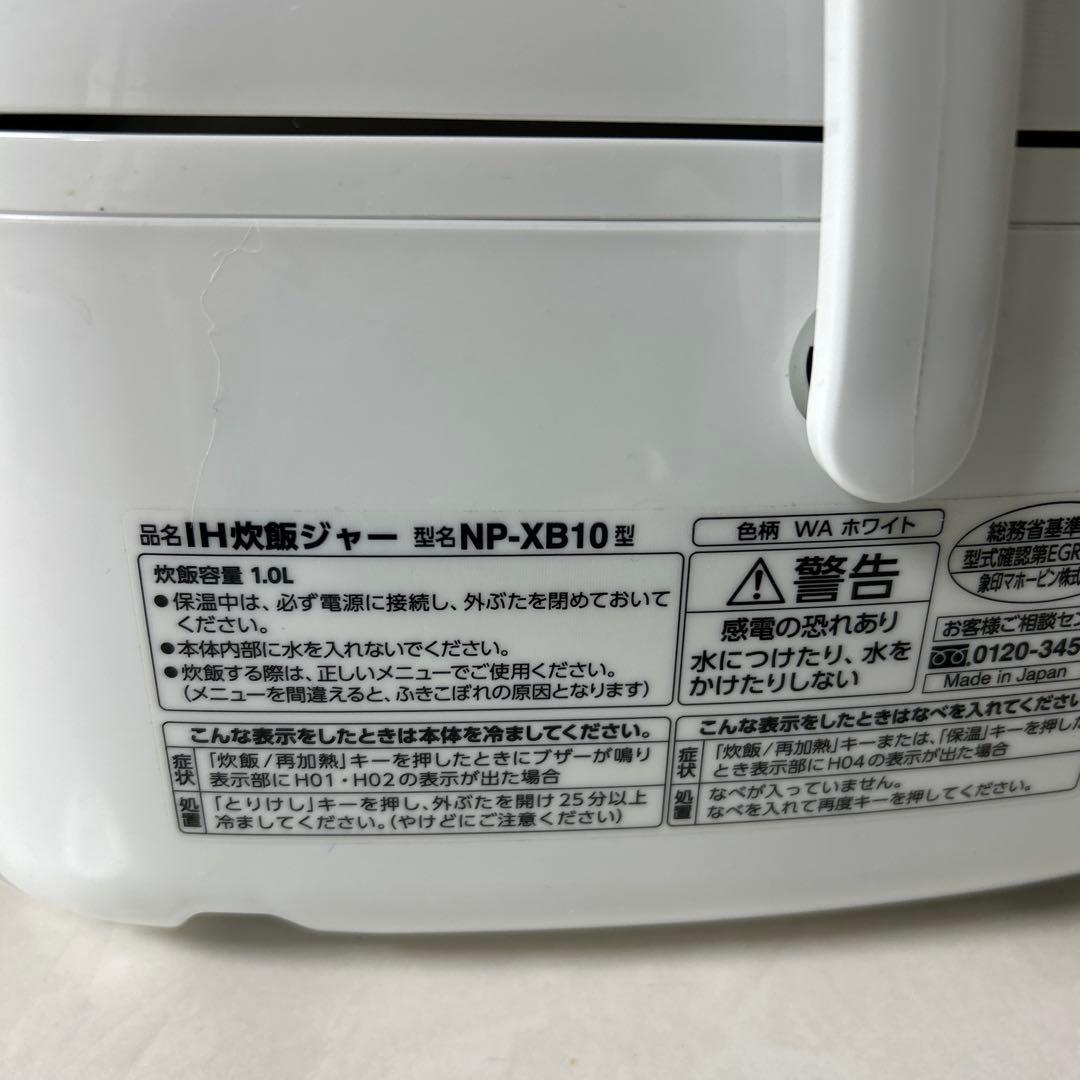 品名 IH炊飯ジャー 型名 NP-XB10 型
炊飯容量 1.0L
●保温中は、必ず電源に接続し、外ぶたを閉めておいて
ください。
●本体内部に水を入れないでください。
●炊飯する際は、正しいメニューでご使用ください。
(メニューを間違えると、ふきこぼれの原因となります)
色柄 WA ホワイト
⚠警告
感電の恐れあり
水につけたり、水を
かけたりしない
総務省基準
型式確認第EGR
象印マホービン株式
お客様ご相談セン
0120-345
Made in Japan
こんな表示をしたときは本体を冷ましてください。
症状 「炊飯/再加熱」キーを押したときにブザーが鳴り
表示部にH01・H02の表示が出た場合
処置 「とりけし」キーを押し、外ぶたを開け25分以上
冷ましてください。(やけどにご注意ください)
こんな表示をしたときはなべを入れてください
症状 「炊飯/再加熱」キーまたは、「保温」キーを押した
とき表示部にH04の表示が出た場合
処置 なべが入っていません。
なべを入れて再度キーを押してください。